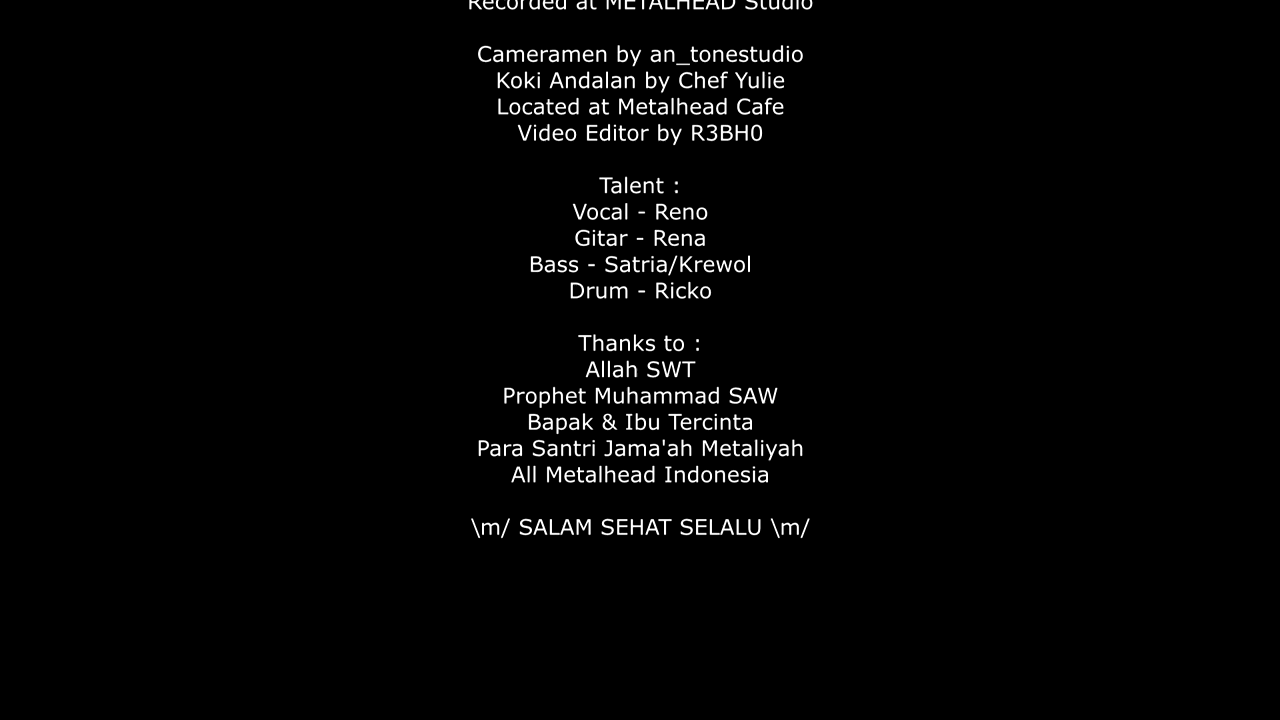 Recorded at METALHEAD Studio
Cameramen by an_tonestudio
Koki Andalan by Chef Yulie
Located at Metalhead Cafe
Video Editor by R3BH0
Talent :
Vocal - Reno
Gitar - Rena
Bass - Satria/Krewol
Drum - Ricko
Thanks to :
Allah SWT
Prophet Muhammad SAW
Bapak & Ibu Tercinta
Para Santri Jama'ah Metaliyah
All Metalhead Indonesia
\m/ SALAM SEHAT SELALU \m/